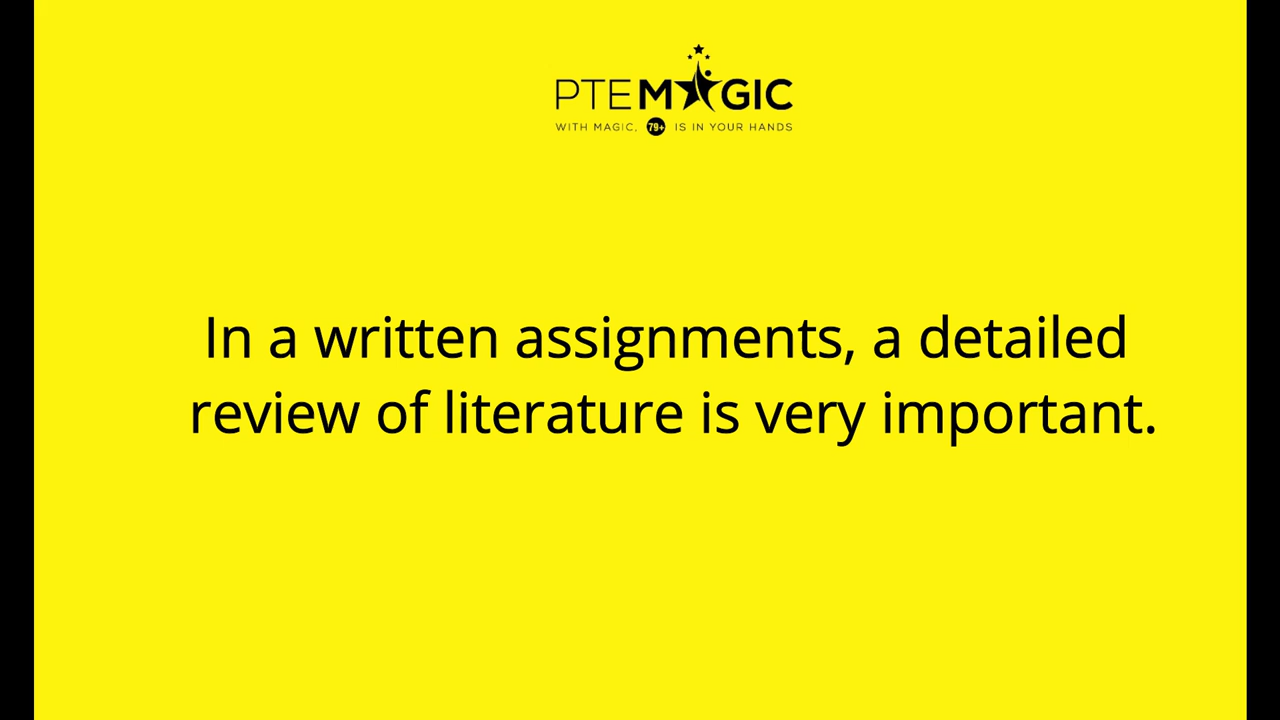 PTEMAGIC
WITH MAGIC, 79+ IS IN YOUR HANDS
In a written assignments, a detailed
review of literature is very important.